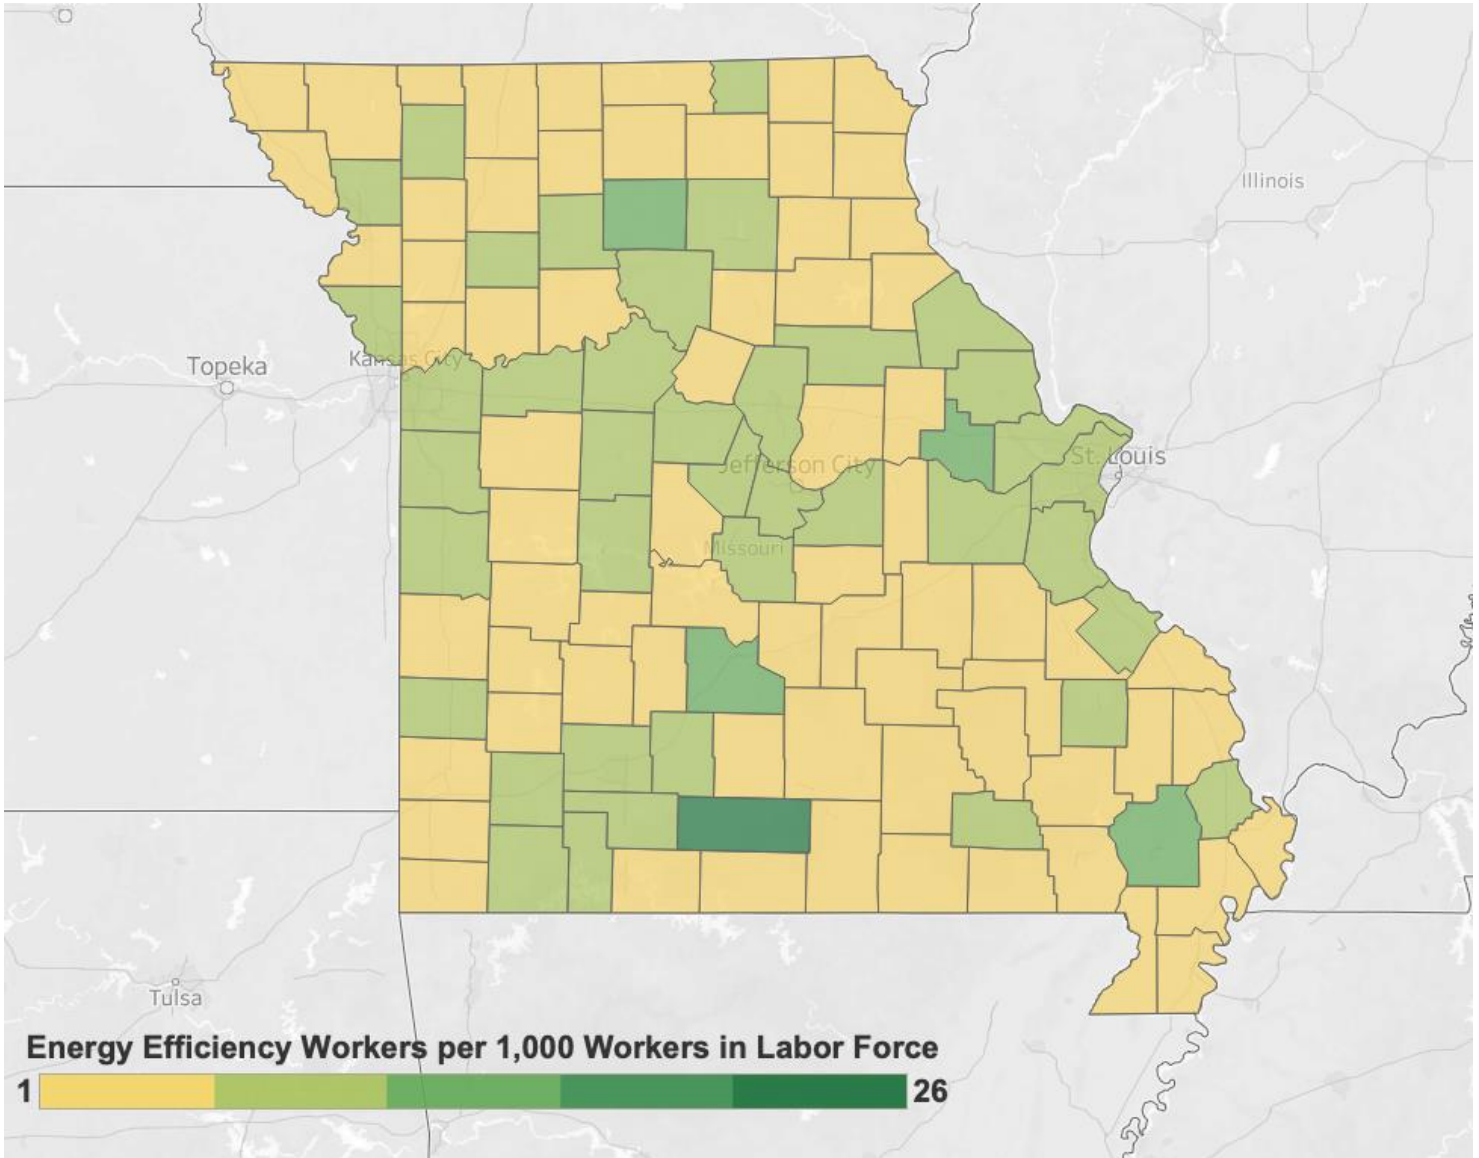 Illinois
Topeka
Kansas City
St. Louis
Jefferson City
Missouri
Tulsa
Energy Efficiency Workers per 1,000 Workers in Labor Force
1 26